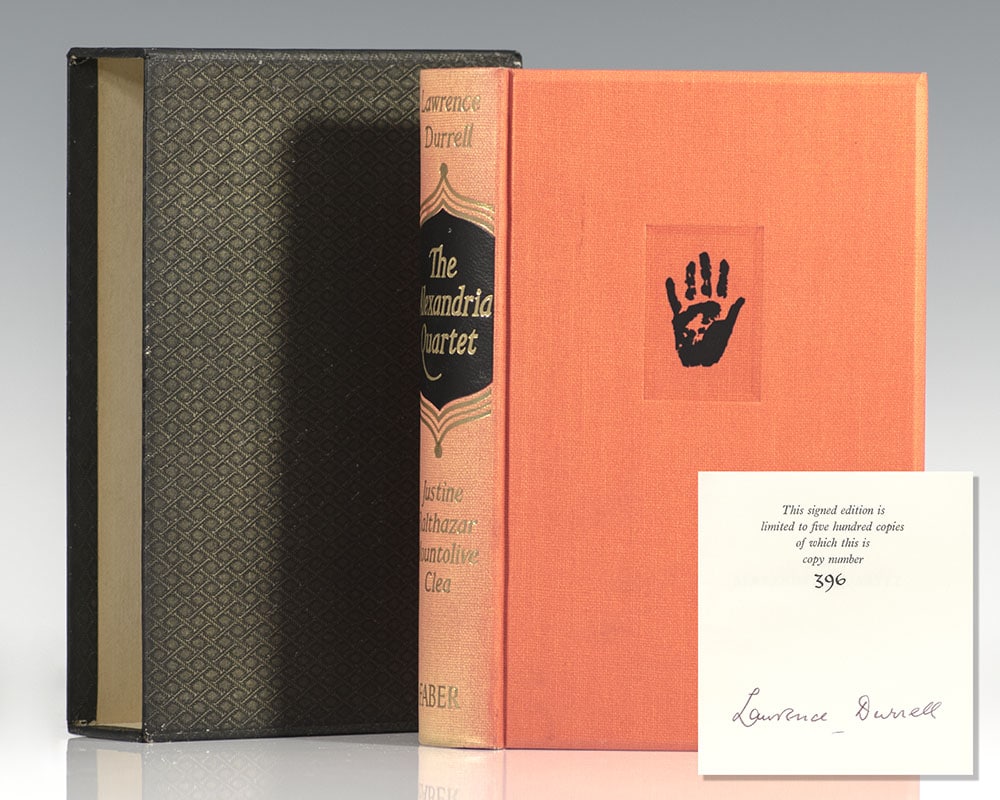 Lawrence
Durrell
The
Alexandria
Quartet
Justine
Balthazar
Mountolive
Clea
FABER
This signed edition is
limited to five hundred copies
of which this is
copy number
396
Lawrence Durrell